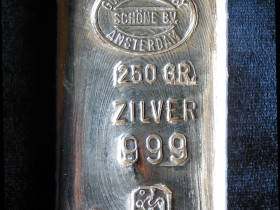 SCHÖNE B.V.
AMSTERDAM
250 GR.
ZILVER
999